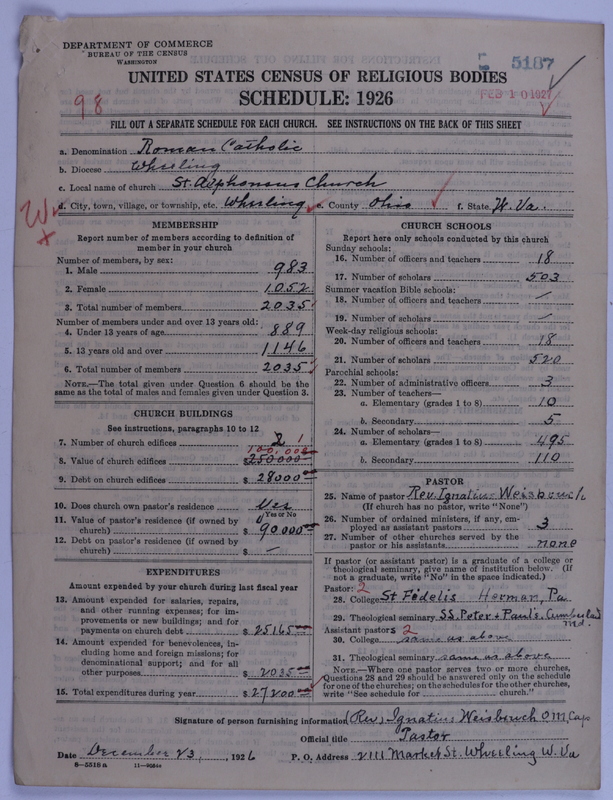 DEPARTMENT OF COMMERCE
BUREAU OF THE CENSUS
WASHINGTON
5187
UNITED STATES CENSUS OF RELIGIOUS BODIES
FEB 10 1927
98
SCHEDULE: 1926
FILL OUT A SEPARATE SCHEDULE FOR EACH CHURCH. SEE INSTRUCTIONS ON THE BACK OF THIS SHEET
a. Denomination Roman Catholic
b. Diocese Wheeling
c. Local name of church St. Alphonsus Church
d. City, town, village, or township, etc. Wheeling e. County Ohio f. State W. Va.
W
MEMBERSHIP
Report number of members according to definition of
member in your church
Number of members, by sex:
1. Male 983
2. Female 1052
3. Total number of members 2035
Number of members under and over 13 years old:
4. Under 13 years of age 889
5. 13 years old and over 1146
6. Total number of members 2035
NOTE.—The total given under Question 6 should be the
same as the total of males and females given under Question 3.
CHURCH BUILDINGS
See instructions, paragraphs 10 to 12
7. Number of church edifices 2 1
100,000
8. Value of church edifices $250000
9. Debt on church edifices $28000
10. Does church own pastor's residence Yes
(Yes or No)
11. Value of pastor's residence (if owned by
church) $90.000
12. Debt on pastor's residence (if owned by
church) $ —
EXPENDITURES
Amount expended by your church during last fiscal year
13. Amount expended for salaries, repairs,
and other running expenses; for im-
provements or new buildings; and for
payments on church debt $25165
14. Amount expended for benevolences, in-
cluding home and foreign missions; for
denominational support; and for all
other purposes $2035
15. Total expenditures during year $27200
CHURCH SCHOOLS
Report here only schools conducted by this church
Sunday schools:
16. Number of officers and teachers 18
17. Number of scholars 503
Summer vacation Bible schools:
18. Number of officers and teachers —
19. Number of scholars —
Week-day religious schools:
20. Number of officers and teachers 18
21. Number of scholars 520
Parochial schools:
22. Number of administrative officers 3
23. Number of teachers—
a. Elementary (grades 1 to 8) 10
b. Secondary 5
24. Number of scholars—
a. Elementary (grades 1 to 8) 495
b. Secondary 110
PASTOR
25. Name of pastor Rev. Ignatius Weisbruch
(If church has no pastor, write "None")
26. Number of ordained ministers, if any, em-
ployed as assistant pastors 3
27. Number of other churches served by the
pastor or his assistants none
If pastor (or assistant pastor) is a graduate of a college or
theological seminary, give name of institution below. (If
not a graduate, write "No" in the space indicated.)
Pastor: 2
28. College St Fidelis Herman, Pa.
29. Theological seminary SS. Peter + Paul's, Cumberland
Md.
Assistant pastor: 2
30. College same as above
31. Theological seminary same as above
NOTE.—Where one pastor serves two or more churches,
Questions 28 and 29 should be answered only on the schedule
for one of the churches; on the schedules for the other churches,
write "See schedule for church."
Signature of person furnishing information Rev. Ignatius Weisbruch O.M.Cap
Official title Pastor
Date December 23, 1926 P. O. Address 2111 Market St. Wheeling W. Va
8—5518 a